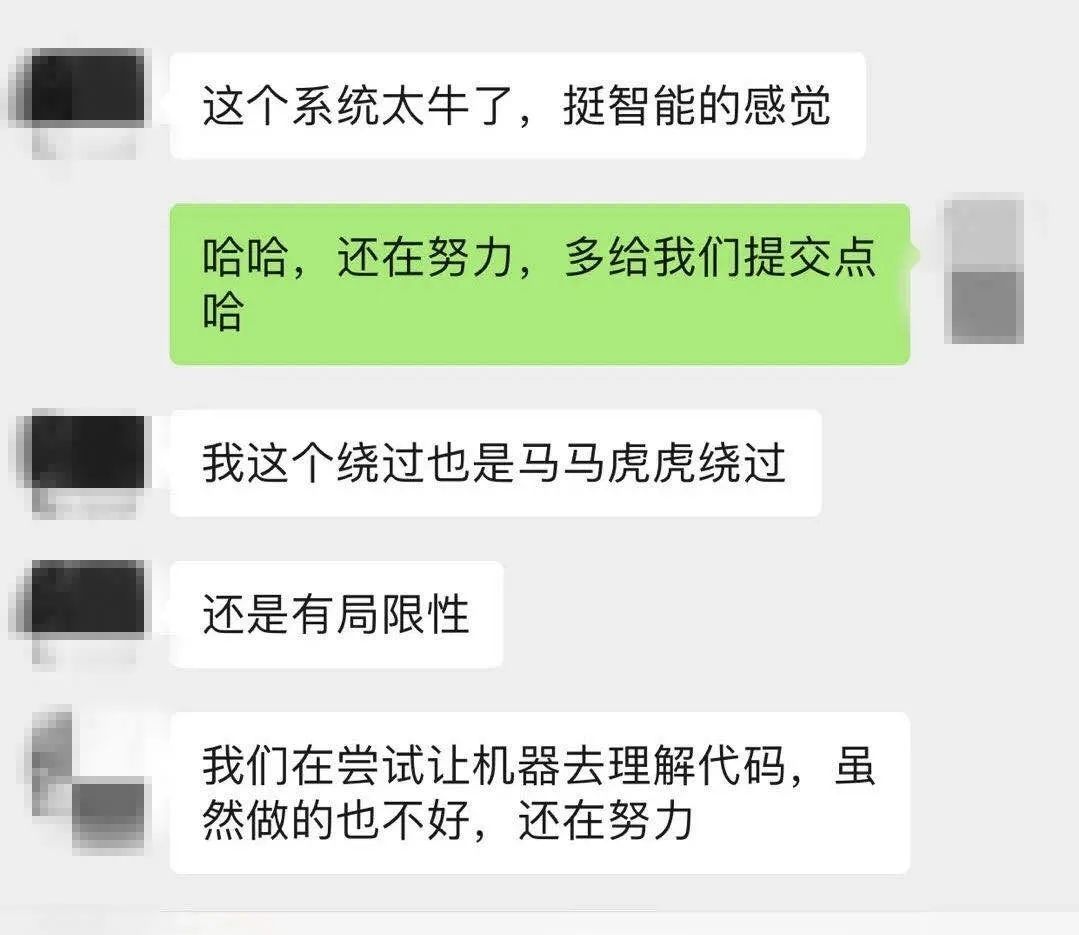 这个系统太牛了，挺智能的感觉
哈哈，还在努力，多给我们提交点
哈
我这个绕过也是马马虎虎绕过
还是有局限性
我们在尝试让机器去理解代码，虽
然做的也不好，还在努力